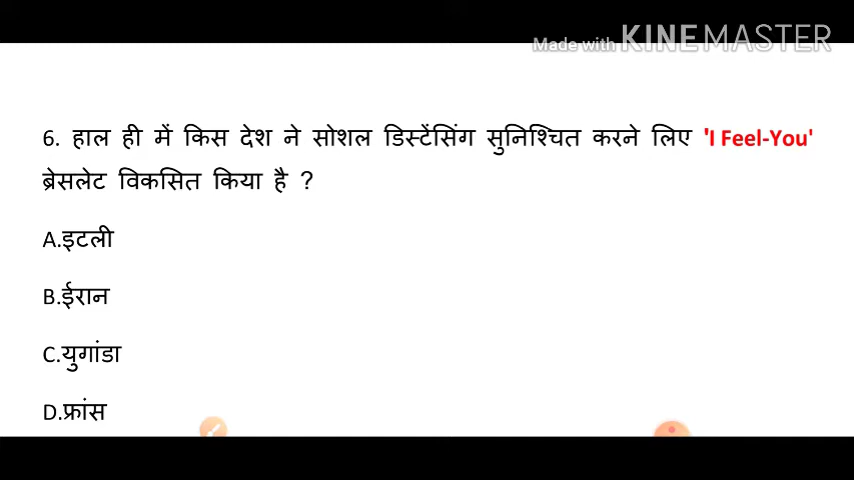 Made with KINEMASTER
6. हाल ही में किस देश ने सोशल डिस्टेंसिंग सुनिश्चित करने लिए 'I Feel-You'
ब्रेसलेट विकसित किया है ?
A.इटली
B.ईरान
C.युगांडा
D.फ्रांस